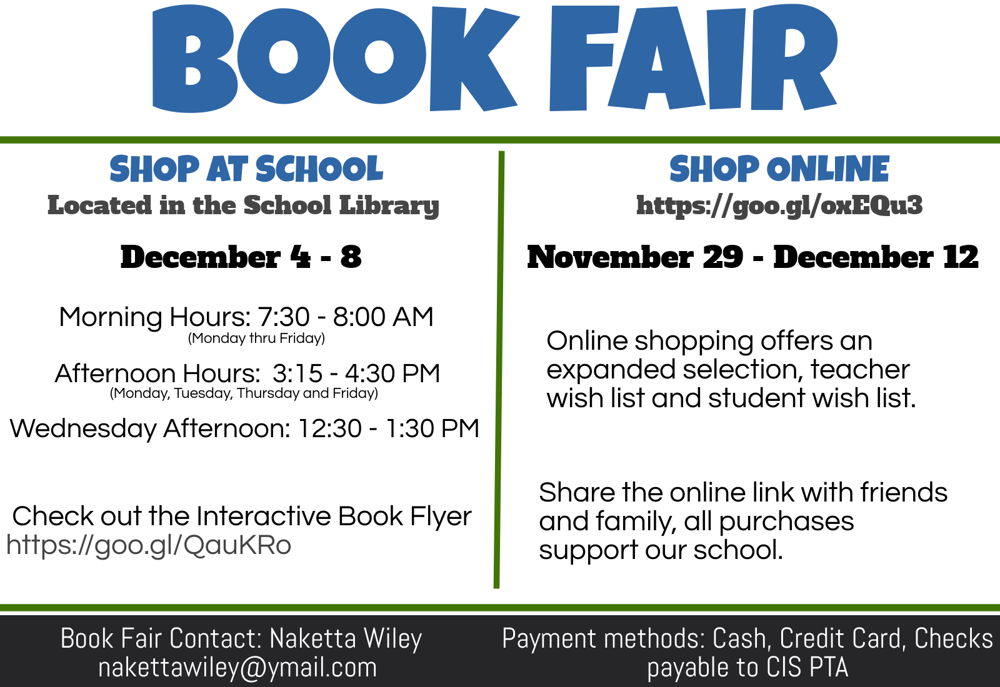 BOOK FAIR
SHOP AT SCHOOL
Located in the School Library
December 4 - 8
Morning Hours: 7:30 - 8:00 AM
(Monday thru Friday)
Afternoon Hours:  3:15 - 4:30 PM
(Monday, Tuesday, Thursday and Friday)
Wednesday Afternoon: 12:30 - 1:30 PM
Check out the Interactive Book Flyer
https://goo.gl/QauKRo
SHOP ONLINE
https://goo.gl/oxEQu3
November 29 - December 12
Online shopping offers an
expanded selection, teacher
wish list and student wish list.
Share the online link with friends
and family, all purchases
support our school.
Book Fair Contact: Naketta Wiley
nakettawiley@ymail.com
Payment methods: Cash, Credit Card, Checks
payable to CIS PTA